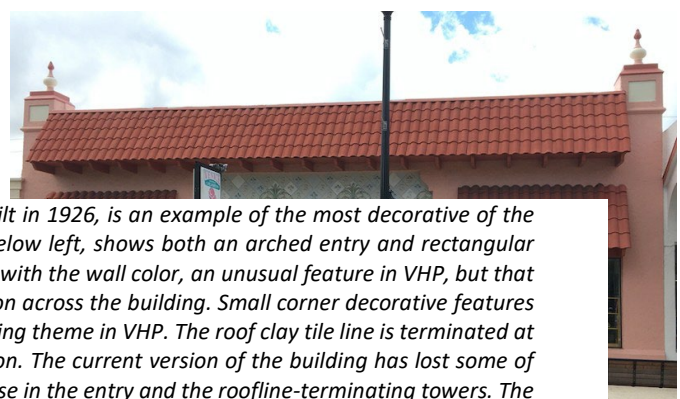 ilt in 1926, is an example of the most decorative of the
elow left, shows both an arched entry and rectangular
with the wall color, an unusual feature in VHP, but that
on across the building. Small corner decorative features
ing theme in VHP. The roof clay tile line is terminated at
on. The current version of the building has lost some of
se in the entry and the roofline-terminating towers. The